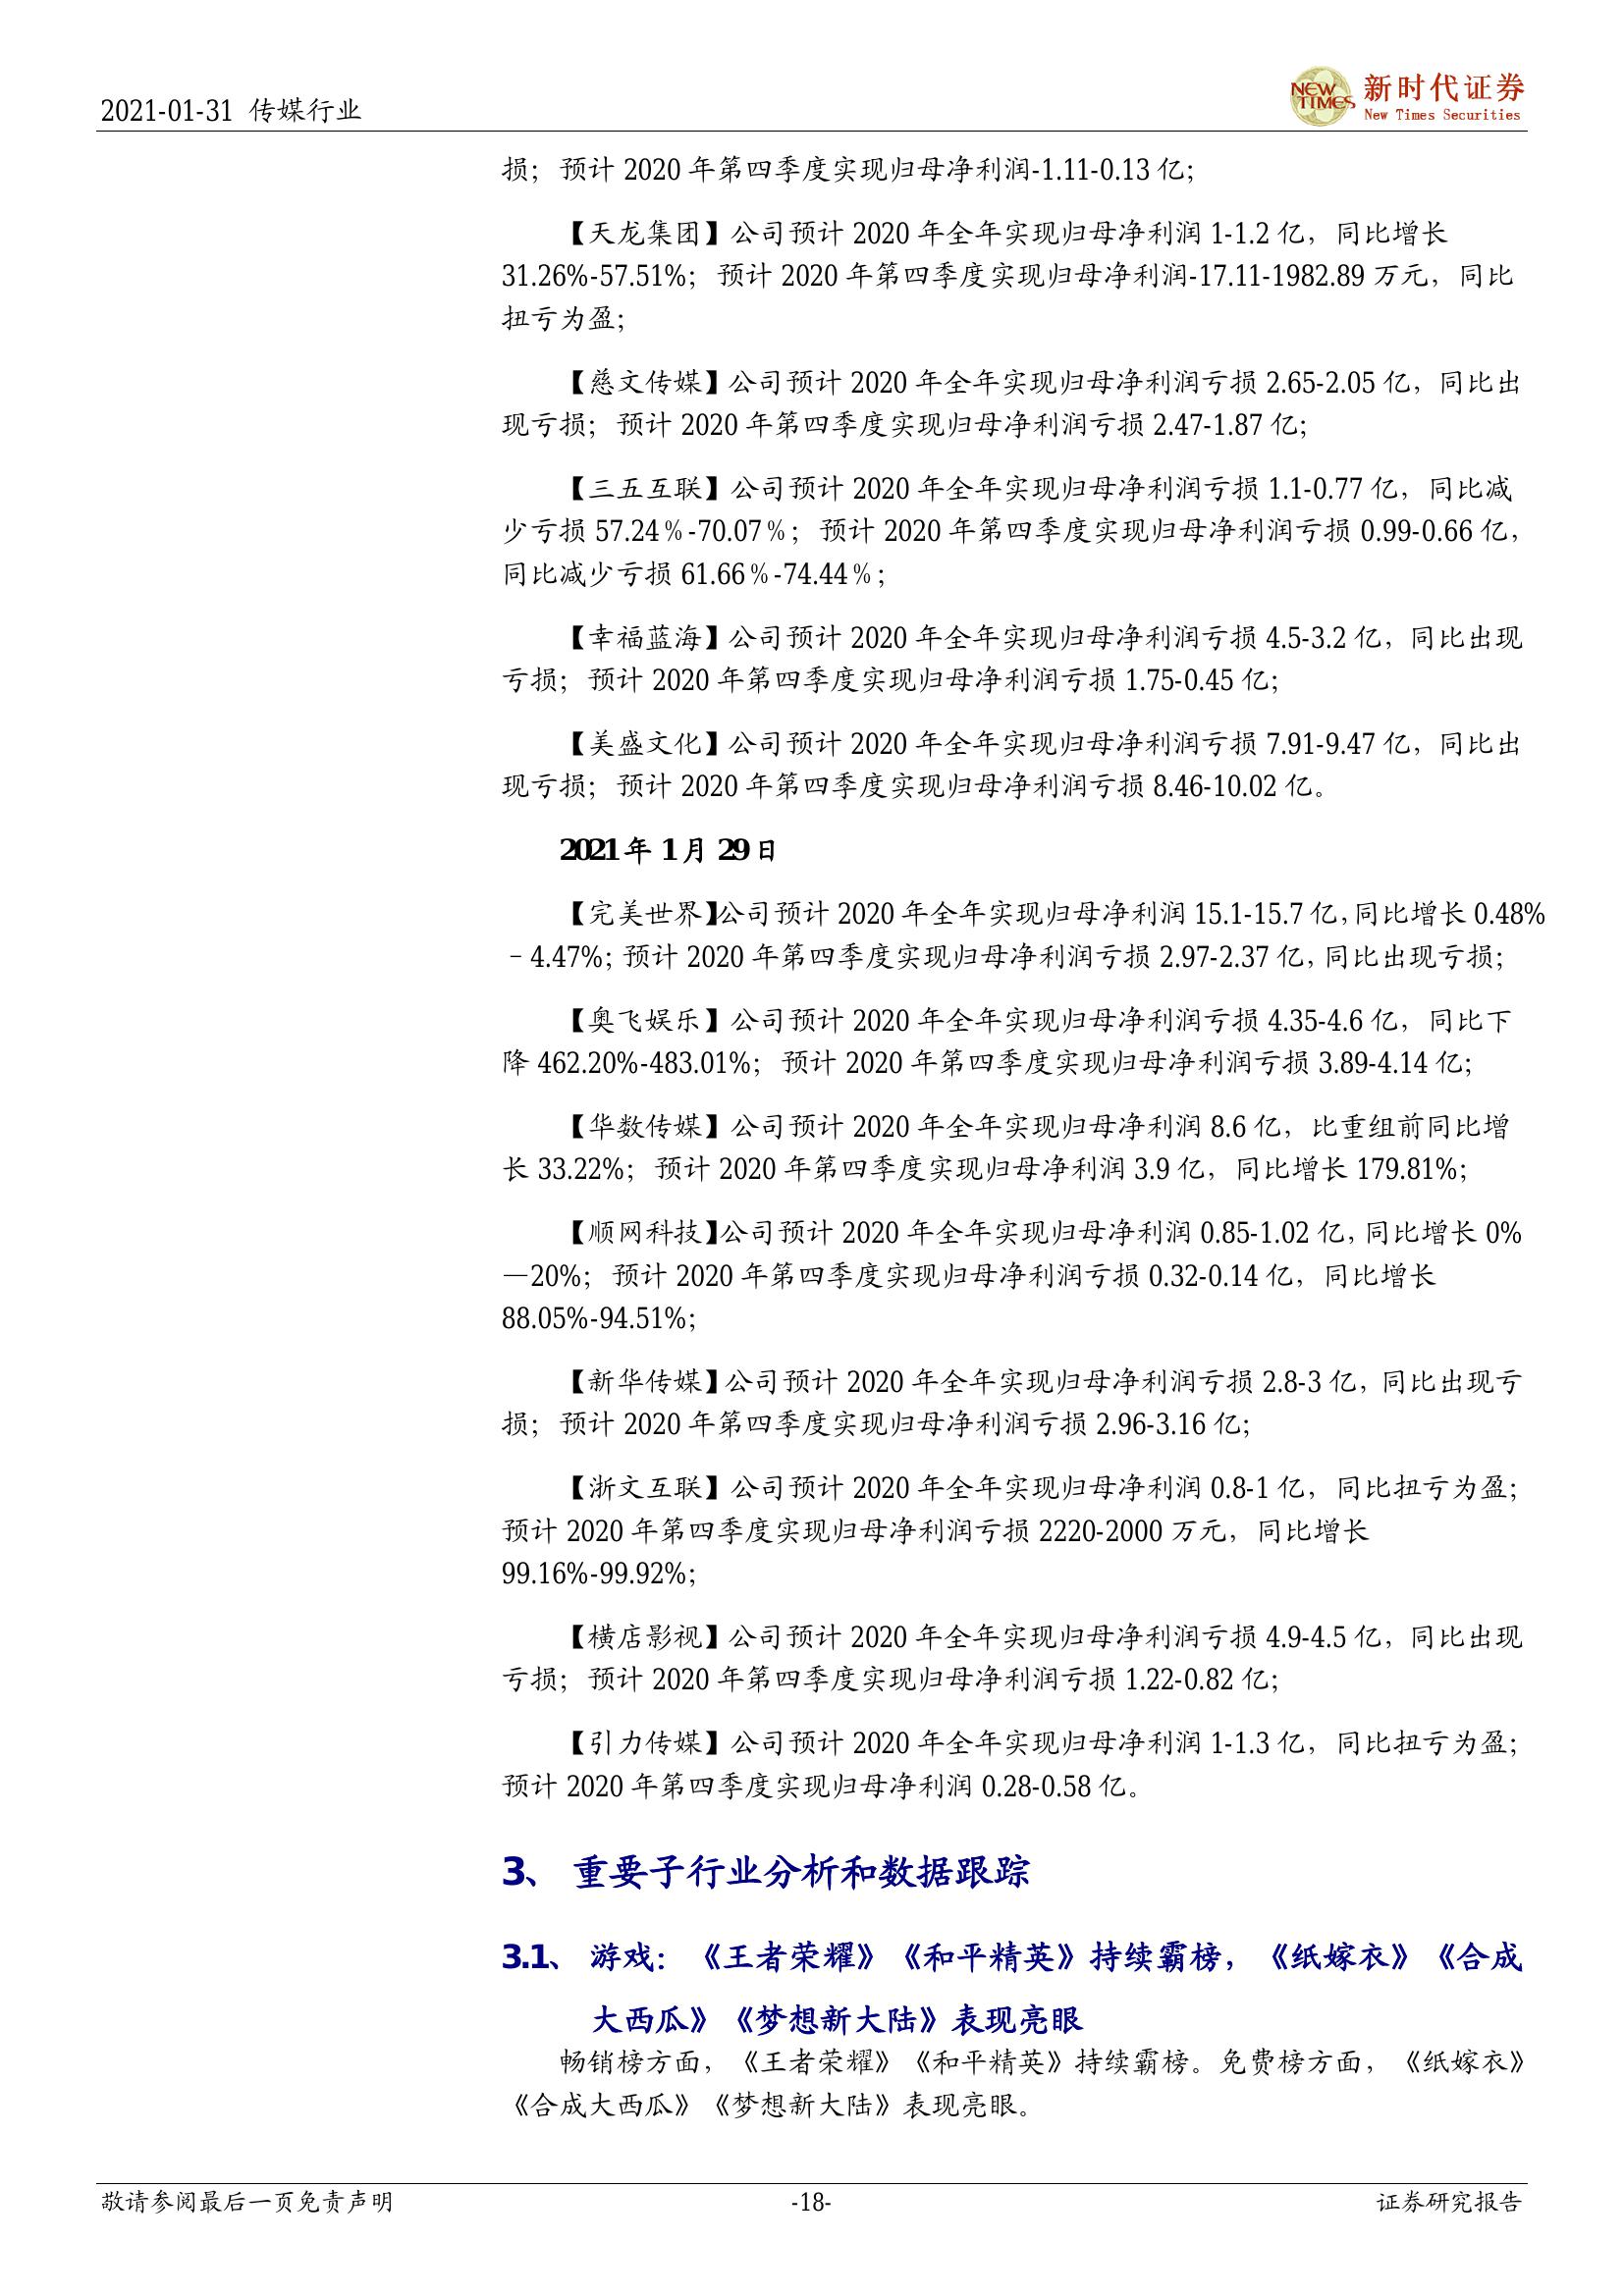 2021-01-31 传媒行业
NEW TIMES
新时代证券
New Times Securities
损；预计 2020 年第四季度实现归母净利润-1.11-0.13 亿；
【天龙集团】公司预计 2020 年全年实现归母净利润 1-1.2 亿，同比增长
31.26%-57.51%；预计 2020 年第四季度实现归母净利润-17.11-1982.89 万元，同比
扭亏为盈；
【慈文传媒】公司预计 2020 年全年实现归母净利润亏损 2.65-2.05 亿，同比出
现亏损；预计 2020 年第四季度实现归母净利润亏损 2.47-1.87 亿；
【三五互联】公司预计 2020 年全年实现归母净利润亏损 1.1-0.77 亿，同比减
少亏损 57.24％-70.07％；预计 2020 年第四季度实现归母净利润亏损 0.99-0.66 亿，
同比减少亏损 61.66％-74.44％；
【幸福蓝海】公司预计 2020 年全年实现归母净利润亏损 4.5-3.2 亿，同比出现
亏损；预计 2020 年第四季度实现归母净利润亏损 1.75-0.45 亿；
【美盛文化】公司预计 2020 年全年实现归母净利润亏损 7.91-9.47 亿，同比出
现亏损；预计 2020 年第四季度实现归母净利润亏损 8.46-10.02 亿。
2021 年 1 月 29 日
【完美世界】公司预计 2020 年全年实现归母净利润 15.1-15.7 亿，同比增长 0.48%
–4.47%；预计 2020 年第四季度实现归母净利润亏损 2.97-2.37 亿，同比出现亏损；
【奥飞娱乐】公司预计 2020 年全年实现归母净利润亏损 4.35-4.6 亿，同比下
降 462.20%-483.01%；预计 2020 年第四季度实现归母净利润亏损 3.89-4.14 亿；
【华数传媒】公司预计 2020 年全年实现归母净利润 8.6 亿，比重组前同比增
长 33.22%；预计 2020 年第四季度实现归母净利润 3.9 亿，同比增长 179.81%；
【顺网科技】公司预计 2020 年全年实现归母净利润 0.85-1.02 亿，同比增长 0%
—20%；预计 2020 年第四季度实现归母净利润亏损 0.32-0.14 亿，同比增长
88.05%-94.51%；
【新华传媒】公司预计 2020 年全年实现归母净利润亏损 2.8-3 亿，同比出现亏
损；预计 2020 年第四季度实现归母净利润亏损 2.96-3.16 亿；
【浙文互联】公司预计 2020 年全年实现归母净利润 0.8-1 亿，同比扭亏为盈；
预计 2020 年第四季度实现归母净利润亏损 2220-2000 万元，同比增长
99.16%-99.92%；
【横店影视】公司预计 2020 年全年实现归母净利润亏损 4.9-4.5 亿，同比出现
亏损；预计 2020 年第四季度实现归母净利润亏损 1.22-0.82 亿；
【引力传媒】公司预计 2020 年全年实现归母净利润 1-1.3 亿，同比扭亏为盈；
预计 2020 年第四季度实现归母净利润 0.28-0.58 亿。
3、 重要子行业分析和数据跟踪
3.1、 游戏：《王者荣耀》《和平精英》持续霸榜，《纸嫁衣》《合成
大西瓜》《梦想新大陆》表现亮眼
畅销榜方面，《王者荣耀》《和平精英》持续霸榜。免费榜方面，《纸嫁衣》
《合成大西瓜》《梦想新大陆》表现亮眼。
敬请参阅最后一页免责声明
-18-
证券研究报告